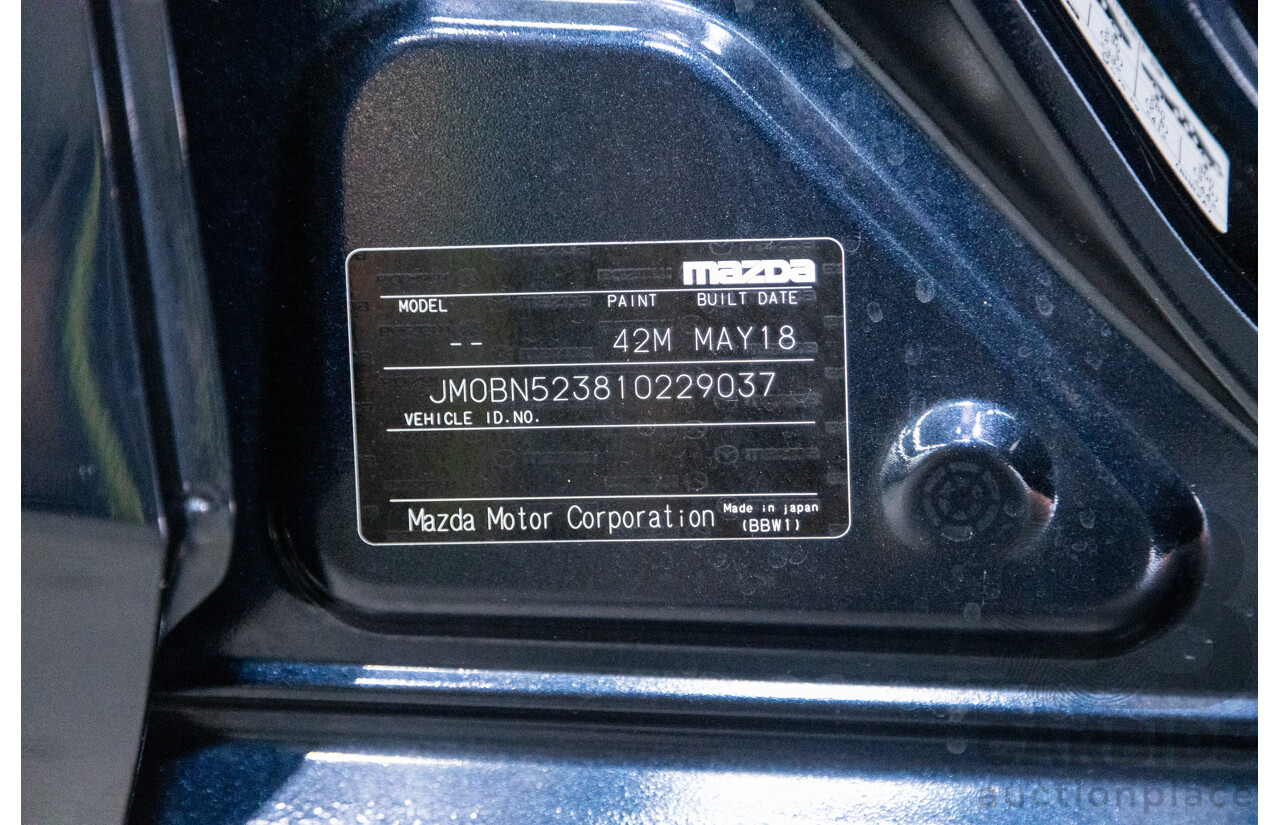 mazda
MODEL PAINT BUILT DATE
-- 42M MAY18
JM0BN523810229037
VEHICLE ID.NO.
Mazda Motor Corporation Made in japan
(BBW1)
auctionplace